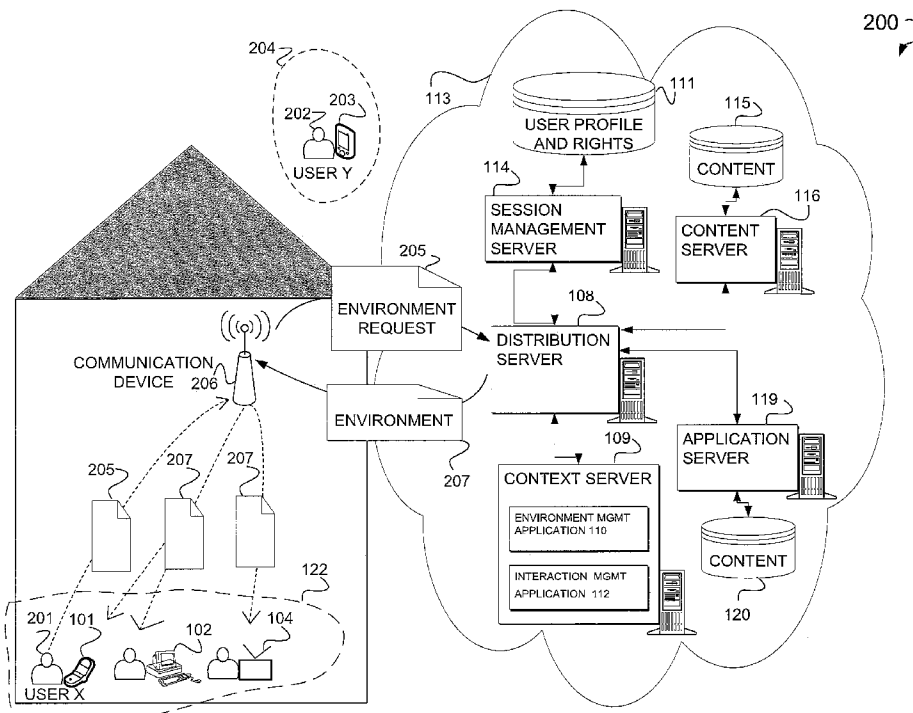 200
204
202
203
USER Y
113
111
USER PROFILE
AND RIGHTS
115
CONTENT
114
SESSION
MANAGEMENT
SERVER
116
CONTENT
SERVER
205
ENVIRONMENT
REQUEST
108
DISTRIBUTION
SERVER
COMMUNICATION
DEVICE
206
ENVIRONMENT
207
119
APPLICATION
SERVER
109
CONTEXT SERVER
ENVIRONMENT MGMT
APPLICATION 110
INTERACTION MGMT
APPLICATION 112
CONTENT
120
205
207
207
122
201
101
102
104
USER X